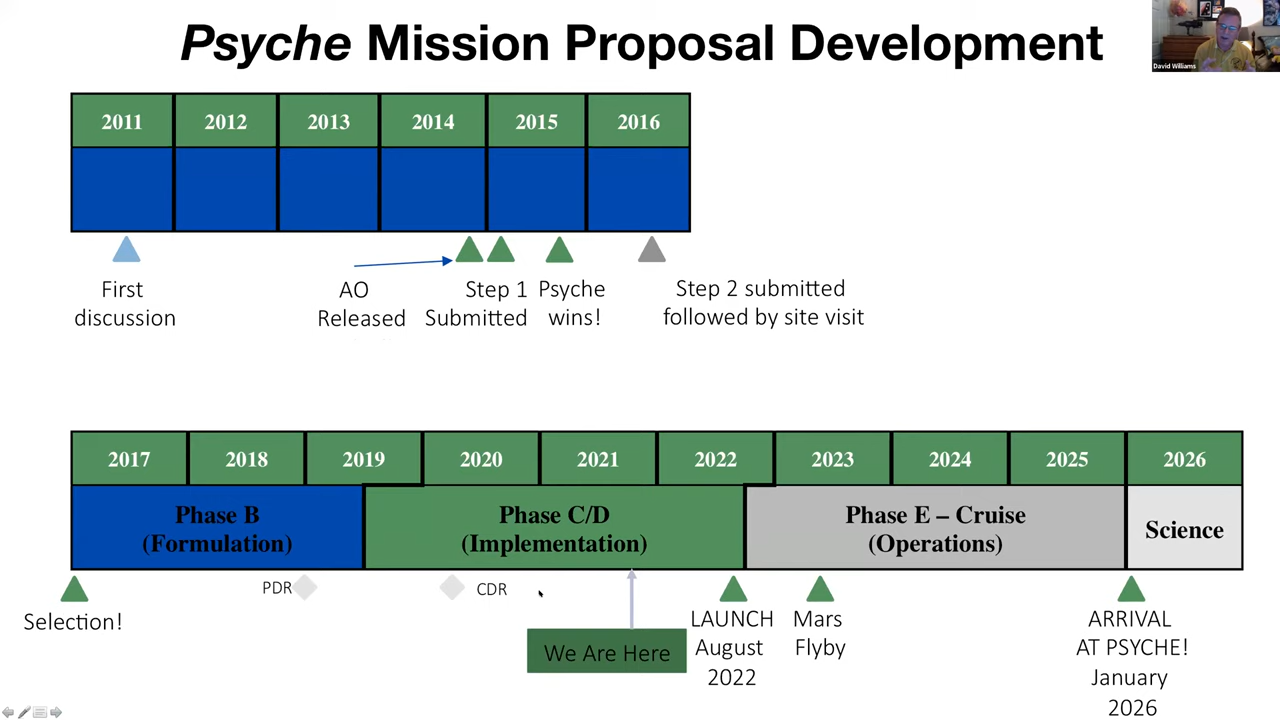 Psyche Mission Proposal Development
David Williams
2011 2012 2013 2014 2015 2016
First
discussion
AO
Released
Step 1
Submitted
Psyche
wins!
Step 2 submitted
followed by site visit
2017 2018 2019 2020 2021 2022 2023 2024 2025 2026
Phase B
(Formulation)
Phase C/D
(Implementation)
Phase E – Cruise
(Operations)
Science
Selection!
PDR
CDR
We Are Here
LAUNCH
August
2022
Mars
Flyby
ARRIVAL
AT PSYCHE!
January
2026